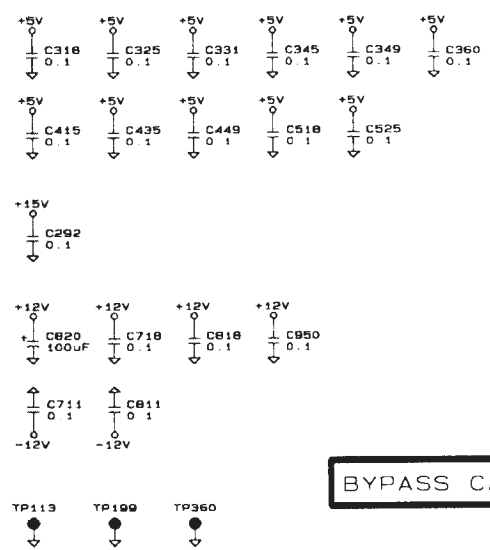 +5V +5V +5V +5V +5V +5V
C318 C325 C331 C345 C349 C360
0.1 0.1 0.1 0.1 0.1 0.1
+5V +5V +5V +5V +5V
C415 C435 C449 C518 C525
0.1 0.1 0.1 0.1 0.1
+15V
C292
0.1
+12V +12V +12V +12V
+ C820 C718 C818 C950
100uF 0.1 0.1 0.1
C711 C811
0.1 0.1
-12V -12V
BYPASS
TP113 TP199 TP360